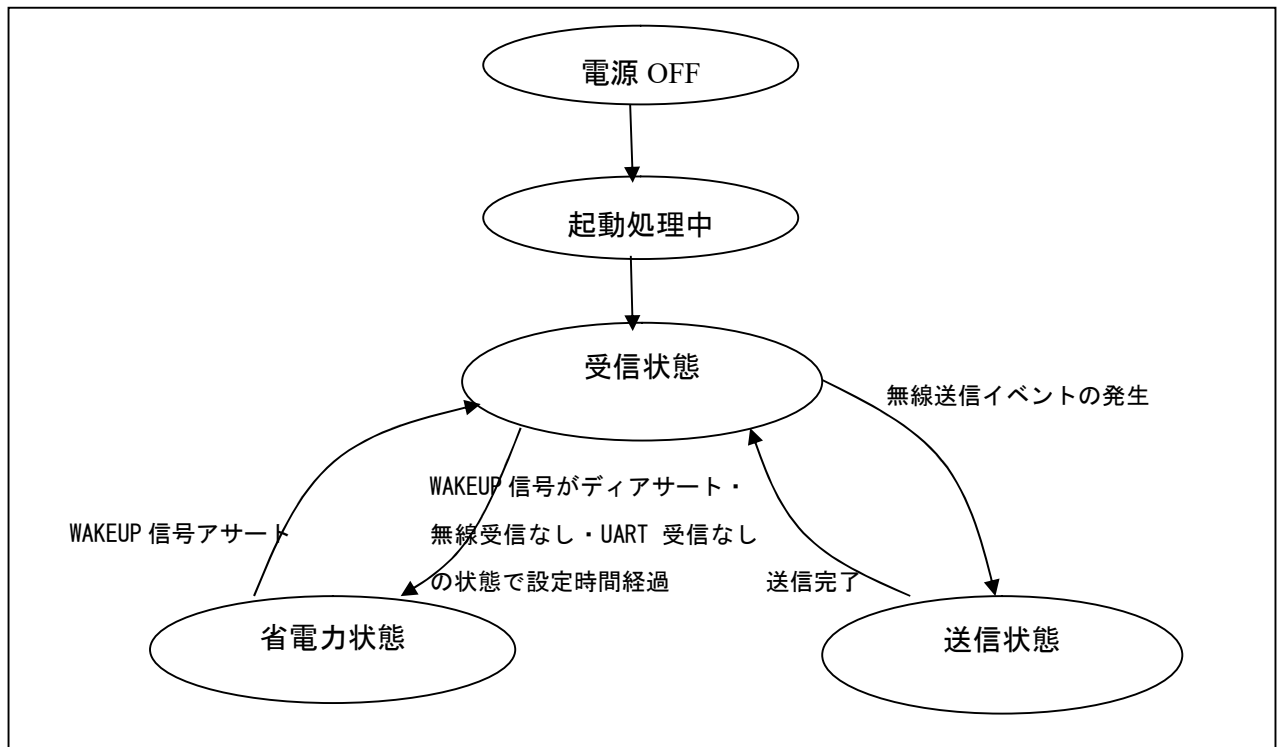 電源 OFF
起動処理中
受信状態
無線送信イベントの発生
WAKEUP 信号がディアサート・
無線受信なし・UART 受信なし
の状態で設定時間経過
WAKEUP 信号アサート
送信完了
省電力状態
送信状態